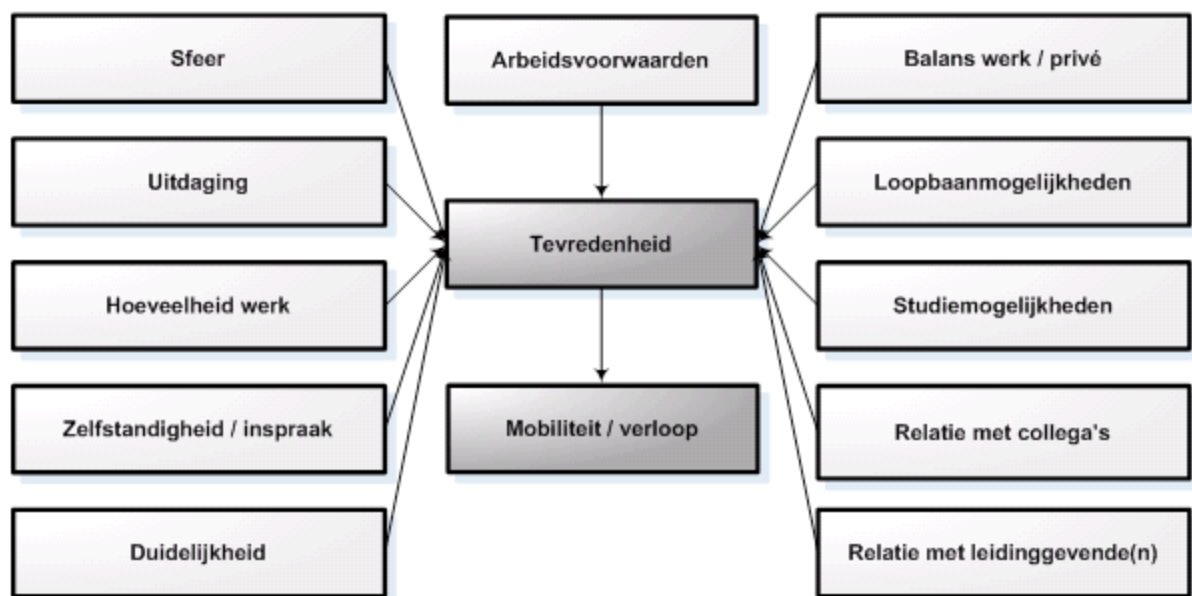 Sfeer
Arbeidsvoorwaarden
Balans werk / privé
Uitdaging
Loopbaanmogelijkheden
Tevredenheid
Hoeveelheid werk
Studiemogelijkheden
Zelfstandigheid / inspraak
Mobiliteit / verloop
Relatie met collega's
Duidelijkheid
Relatie met leidinggevende(n)